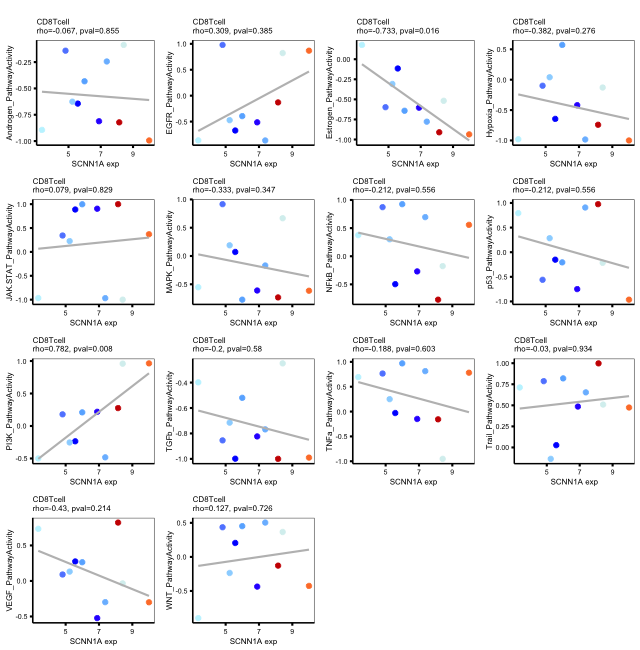 CD8Tcell
rho=-0.067, pval=0.855
Androgen_PathwayActivity
-0.25
-0.50
-0.75
-1.00
5 7 9
SCNN1A exp
CD8Tcell
rho=0.309, pval=0.385
EGFR_PathwayActivity
1.0
0.5
0.0
-0.5
5 7 9
SCNN1A exp
CD8Tcell
rho=-0.733, pval=0.016
Estrogen_PathwayActivity
0.00
-0.25
-0.50
-0.75
-1.00
5 7 9
SCNN1A exp
CD8Tcell
rho=-0.382, pval=0.276
Hypoxia_PathwayActivity
0.5
0.0
-0.5
-1.0
5 7 9
SCNN1A exp
CD8Tcell
rho=0.079, pval=0.829
JAK.STAT_PathwayActivity
1.0
0.5
0.0
-0.5
-1.0
5 7 9
SCNN1A exp
CD8Tcell
rho=-0.333, pval=0.347
MAPK_PathwayActivity
1.0
0.5
0.0
-0.5
5 7 9
SCNN1A exp
CD8Tcell
rho=-0.212, pval=0.556
NFkB_PathwayActivity
1.0
0.5
0.0
-0.5
5 7 9
SCNN1A exp
CD8Tcell
rho=-0.212, pval=0.556
p53_PathwayActivity
1.0
0.5
0.0
-0.5
-1.0
5 7 9
SCNN1A exp
CD8Tcell
rho=0.782, pval=0.008
PI3K_PathwayActivity
1.0
0.5
0.0
-0.5
5 7 9
SCNN1A exp
CD8Tcell
rho=-0.2, pval=0.58
TGFb_PathwayActivity
-0.4
-0.6
-0.8
-1.0
5 7 9
SCNN1A exp
CD8Tcell
rho=-0.188, pval=0.603
TNFa_PathwayActivity
1.0
0.5
0.0
-0.5
-1.0
5 7 9
SCNN1A exp
CD8Tcell
rho=-0.03, pval=0.934
Trail_PathwayActivity
1.00
0.75
0.50
0.25
0.00
5 7 9
SCNN1A exp
CD8Tcell
rho=-0.43, pval=0.214
VEGF_PathwayActivity
0.5
0.0
-0.5
5 7 9
SCNN1A exp
CD8Tcell
rho=0.127, pval=0.726
WNT_PathwayActivity
0.5
0.0
-0.5
5 7 9
SCNN1A exp